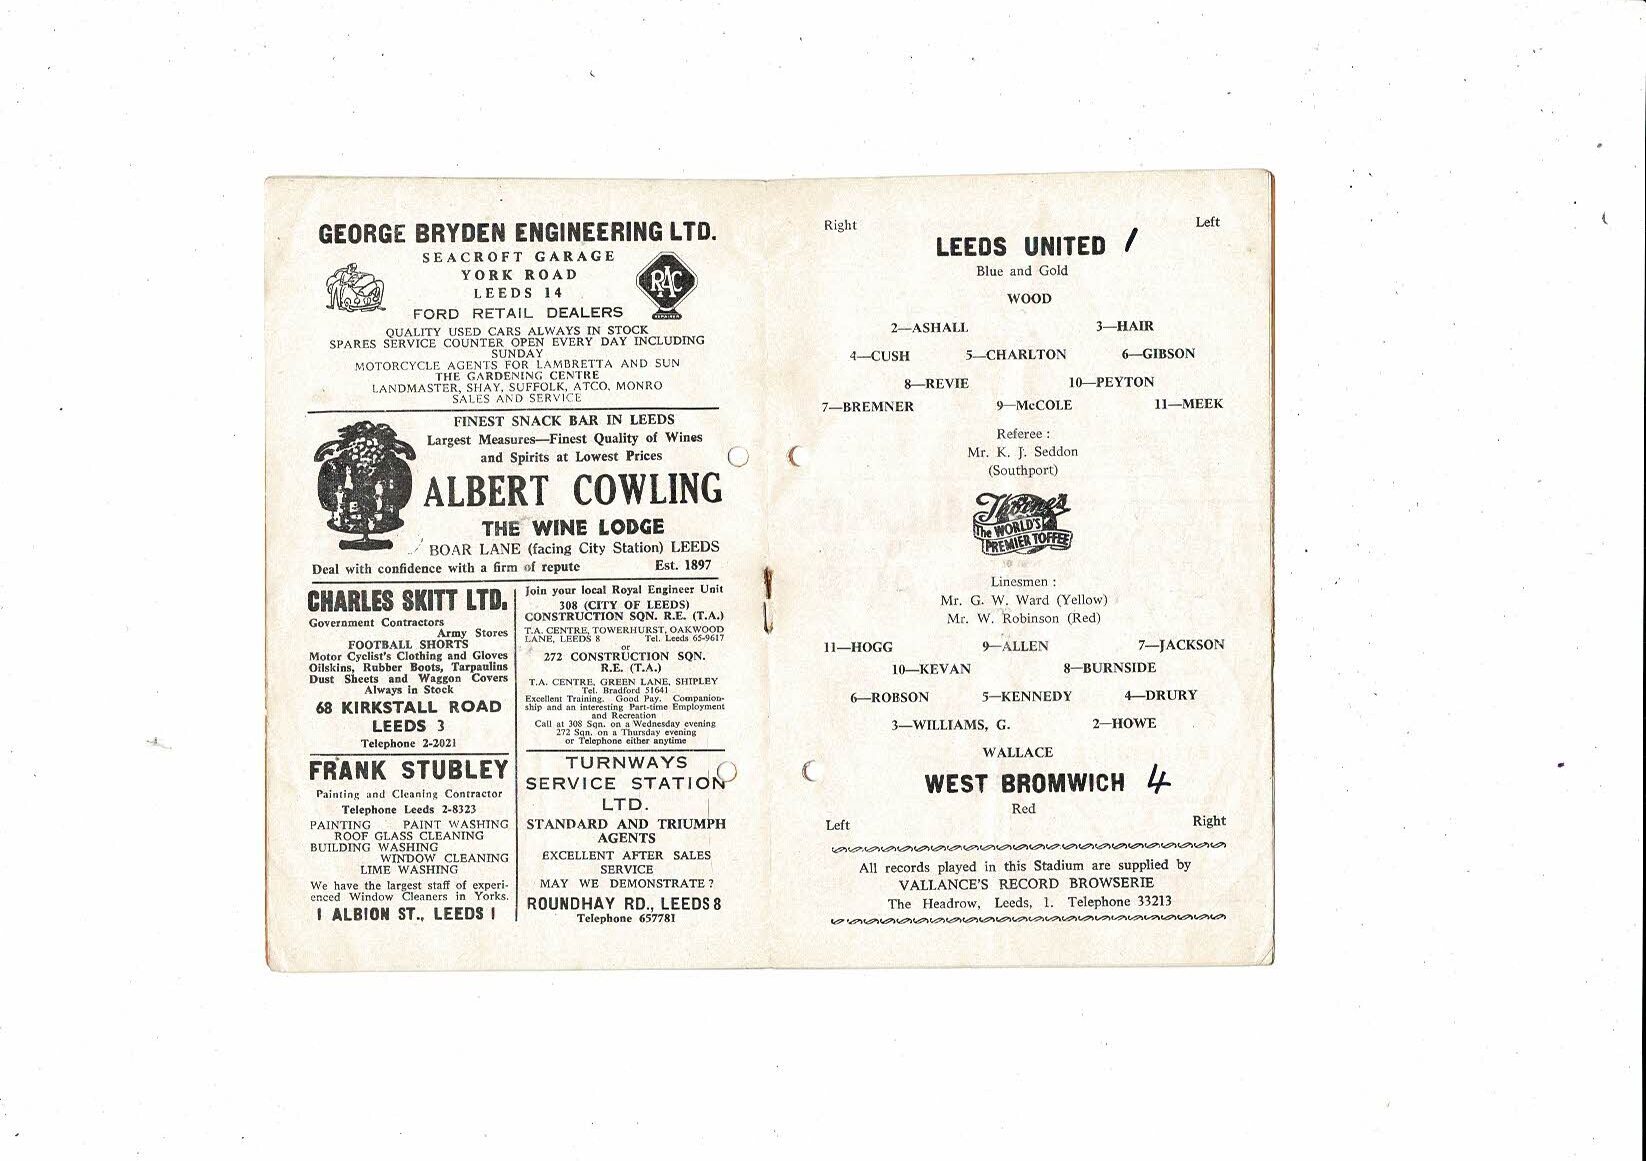 GEORGE BRYDEN ENGINEERING LTD.
SEACROFT GARAGE
YORK ROAD
LEEDS 14
RAC
REPAIRER
FORD RETAIL DEALERS
QUALITY USED CARS ALWAYS IN STOCK
SPARES SERVICE COUNTER OPEN EVERY DAY INCLUDING
SUNDAY
MOTORCYCLE AGENTS FOR LAMBRETTA AND SUN
THE GARDENING CENTRE
LANDMASTER, SHAY, SUFFOLK, ATCO, MONRO
SALES AND SERVICE
FINEST SNACK BAR IN LEEDS
Largest Measures—Finest Quality of Wines
and Spirits at Lowest Prices
ALBERT COWLING
THE WINE LODGE
BOAR LANE (facing City Station) LEEDS
Deal with confidence with a firm of repute Est. 1897
CHARLES SKITT LTD.
Government Contractors
Army Stores
FOOTBALL SHORTS
Motor Cyclist's Clothing and Gloves
Oilskins, Rubber Boots, Tarpaulins
Dust Sheets and Waggon Covers
Always in Stock
68 KIRKSTALL ROAD
LEEDS 3
Telephone 2-2021
Join your local Royal Engineer Unit
308 (CITY OF LEEDS)
CONSTRUCTION SQN. R.E. (T.A.)
T.A. CENTRE, TOWERHURST, OAKWOOD
LANE, LEEDS 8 Tel. Leeds 65-9617
or
272 CONSTRUCTION SQN.
R.E. (T.A.)
T.A. CENTRE, GREEN LANE, SHIPLEY
Tel. Bradford 51641
Excellent Training. Good Pay. Companion-
ship and an interesting Part-time Employment
and Recreation
Call at 308 Sqn. on a Wednesday evening
272 Sqn. on a Thursday evening
or Telephone either anytime
FRANK STUBLEY
Painting and Cleaning Contractor
Telephone Leeds 2-8323
PAINTING PAINT WASHING
ROOF GLASS CLEANING
BUILDING WASHING
WINDOW CLEANING
LIME WASHING
We have the largest staff of experi-
enced Window Cleaners in Yorks.
1 ALBION ST., LEEDS 1
TURNWAYS
SERVICE STATION
LTD.
STANDARD AND TRIUMPH
AGENTS
EXCELLENT AFTER SALES
SERVICE
MAY WE DEMONSTRATE ?
ROUNDHAY RD., LEEDS 8
Telephone 657781
Right Left
LEEDS UNITED 1
Blue and Gold
WOOD
2—ASHALL 3—HAIR
4—CUSH 5—CHARLTON 6—GIBSON
8—REVIE 10—PEYTON
7—BREMNER 9—McCOLE 11—MEEK
Referee :
Mr. K. J. Seddon
(Southport)
Thorne's
The WORLD'S
PREMIER TOFFEE
Linesmen :
Mr. G. W. Ward (Yellow)
Mr. W. Robinson (Red)
11—HOGG 9—ALLEN 7—JACKSON
10—KEVAN 8—BURNSIDE
6—ROBSON 5—KENNEDY 4—DRURY
3—WILLIAMS, G. 2—HOWE
WALLACE
WEST BROMWICH 4
Red
Left Right
All records played in this Stadium are supplied by
VALLANCE'S RECORD BROWSERIE
The Headrow, Leeds, 1. Telephone 33213